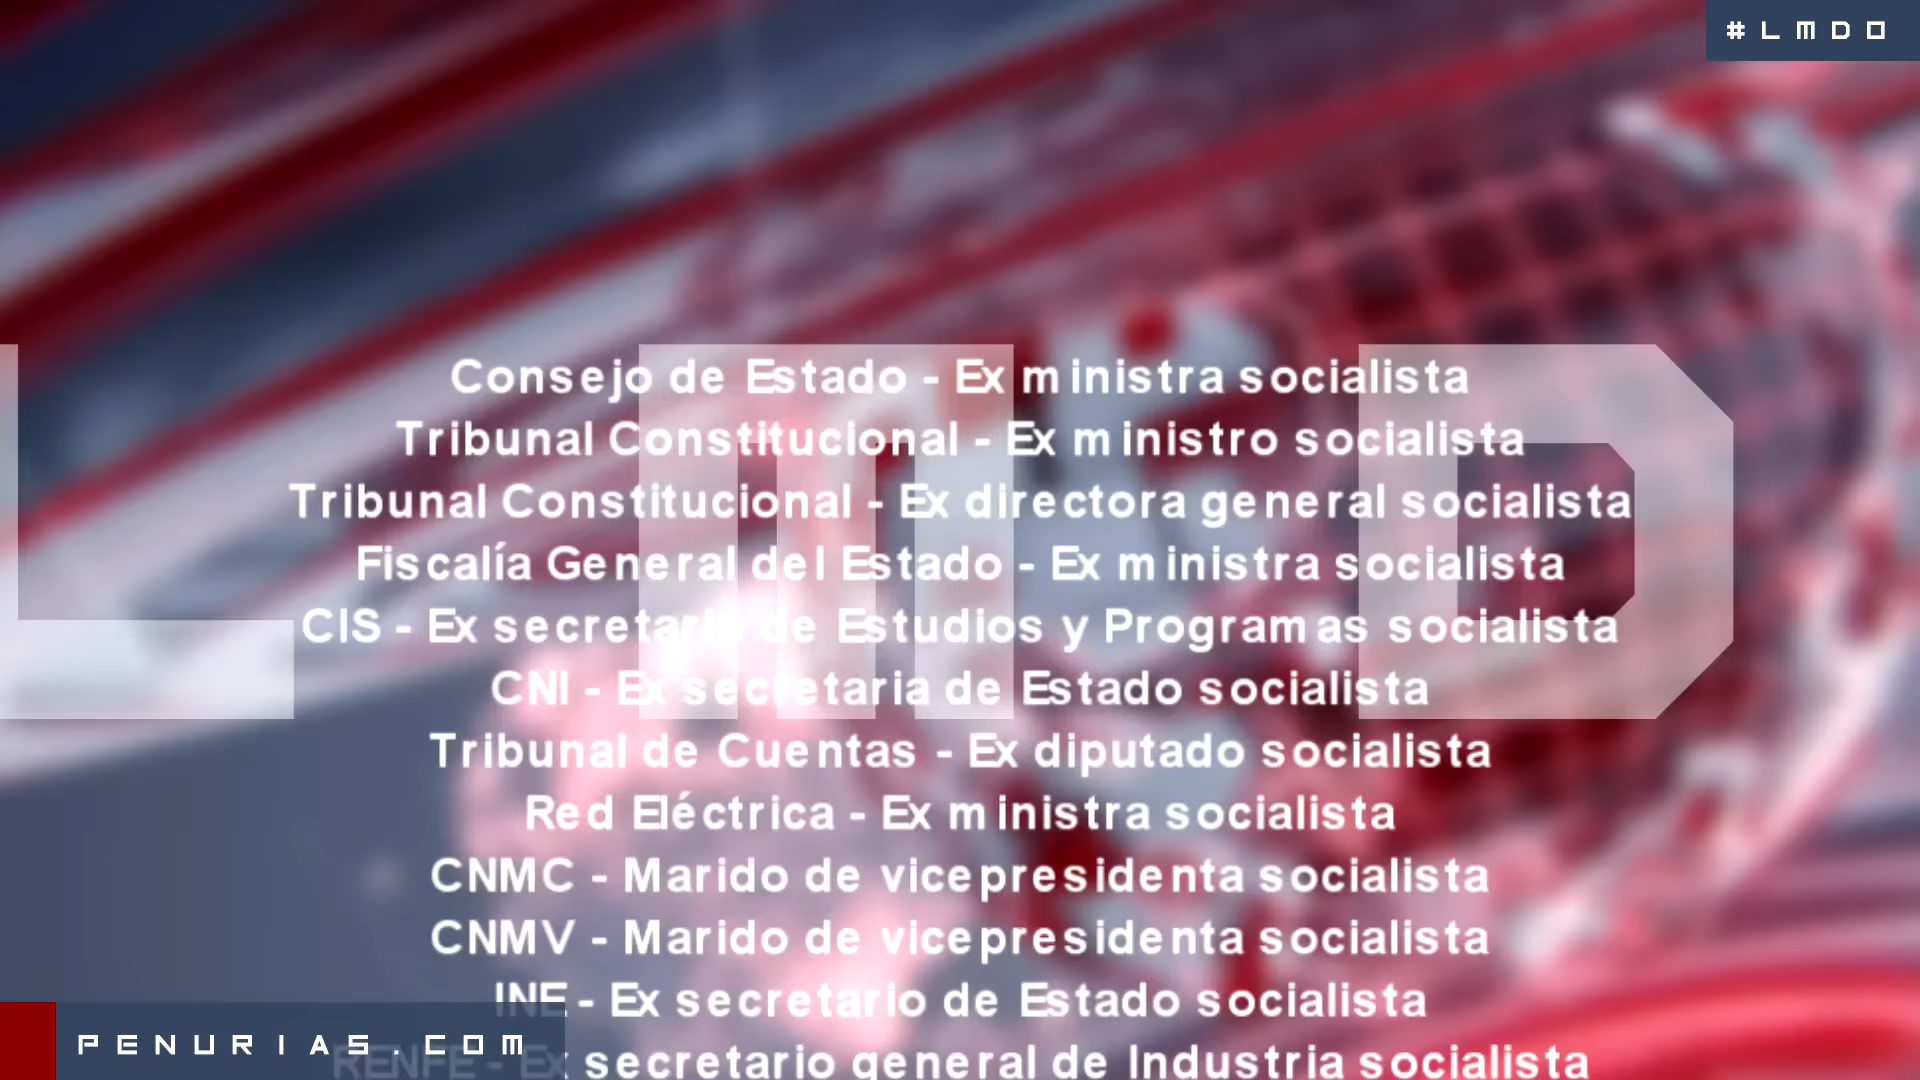 #LMDO
L M D
Consejo de Estado - Ex ministra socialista
Tribunal Constitucional - Ex ministro socialista
Tribunal Constitucional - Ex directora general socialista
Fiscalía General del Estado - Ex ministra socialista
CIS - Ex secretario de Estudios y Programas socialista
CNI - Ex secretaria de Estado socialista
Tribunal de Cuentas - Ex diputado socialista
Red Eléctrica - Ex ministra socialista
CNMC - Marido de vicepresidenta socialista
CNMV - Marido de vicepresidenta socialista
INE - Ex secretario de Estado socialista
RENFE - Ex secretario general de Industria socialista
PENURIAS.COM